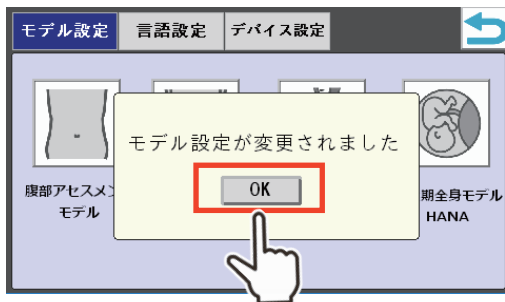 モデル設定
言語設定
デバイス設定
モデル設定が変更されました
OK
腹部アセスメン
モデル
期全身モデル
HANA